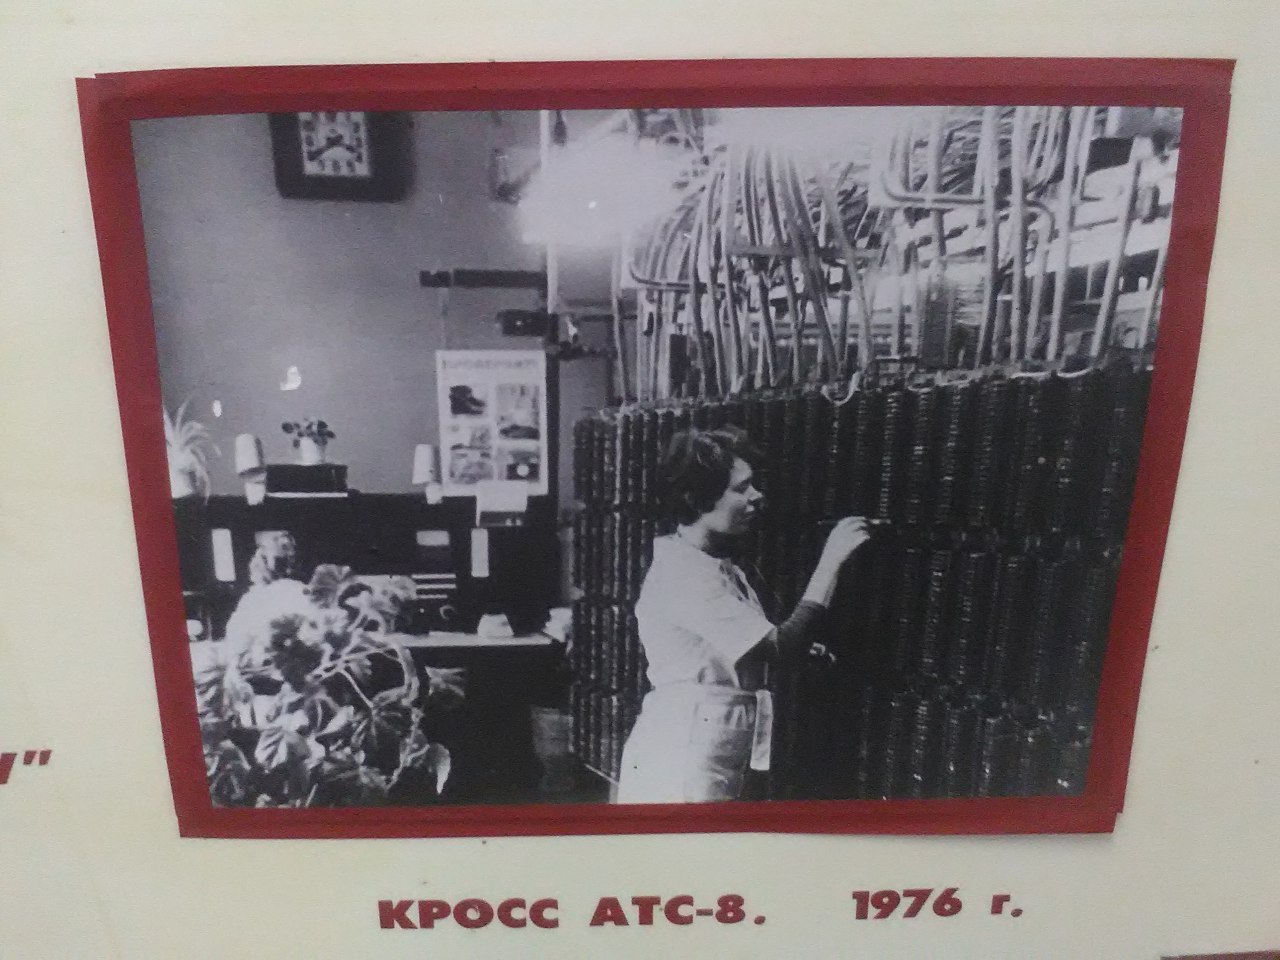 и"
КРОСС АТС-8. 1976 г.